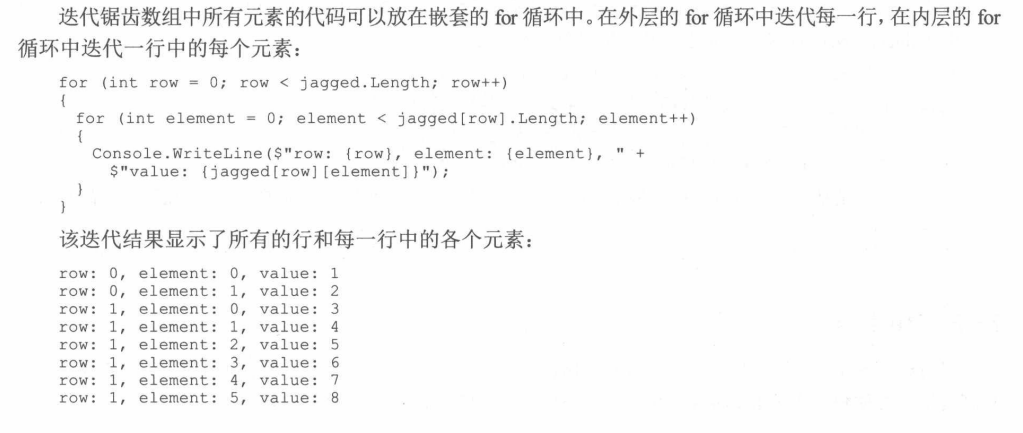 迭代锯齿数组中所有元素的代码可以放在嵌套的 for 循环中。在外层的 for 循环中迭代每一行,在内层的 for
循环中迭代一行中的每个元素:
for (int row = 0; row < jagged.Length; row++)
{
for (int element = 0; element < jagged[row].Length; element++)
{
Console.WriteLine($"row: {row}, element: {element}, " +
$"value: {jagged[row][element]}");
}
}
该迭代结果显示了所有的行和每一行中的各个元素:
row: 0, element: 0, value: 1
row: 0, element: 1, value: 2
row: 1, element: 0, value: 3
row: 1, element: 1, value: 4
row: 1, element: 2, value: 5
row: 1, element: 3, value: 6
row: 1, element: 4, value: 7
row: 1, element: 5, value: 8